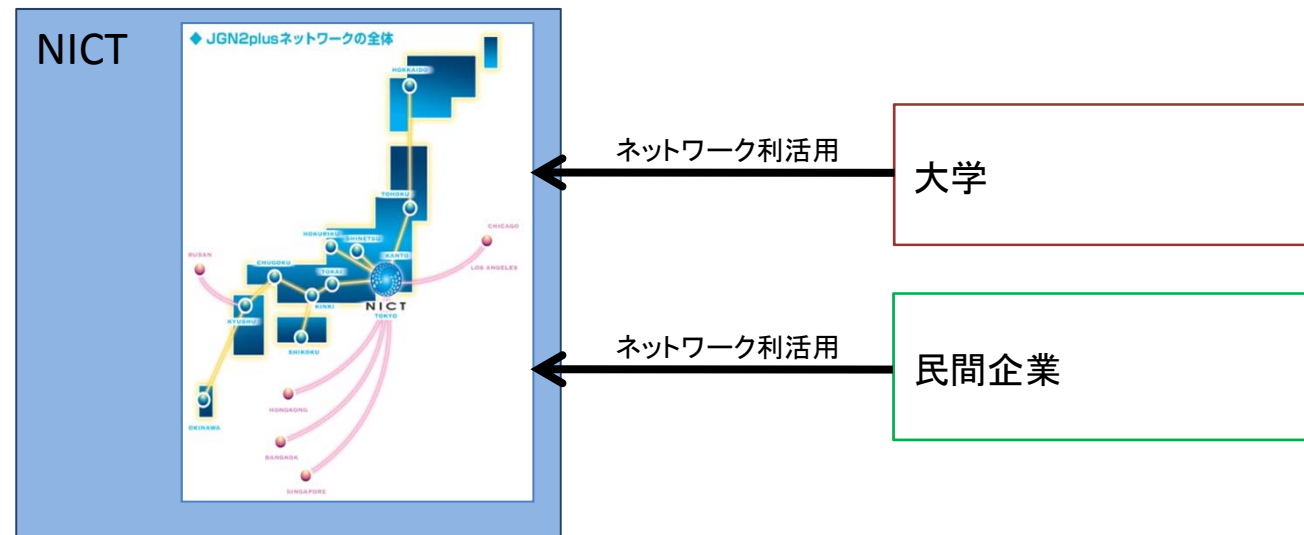 NICT
◆ JGN2plusネットワークの全体
HOKKAIDO
TOHOKU
HOKURIKU
SHINETSU
KANTO
CHICAGO
LOS ANGELES
BUSAN
CHUGOKU
TOKAI
KINKI
NICT
TOKYO
KYUSHU
SHIKOKU
OKINAWA
HONGKONG
BANGKOK
SINGAPORE
ネットワーク利活用
大学
ネットワーク利活用
民間企業